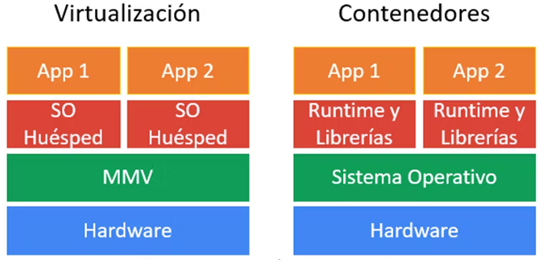 Virtualización
Contenedores
App 1
App 2
App 1
App 2
SO
Huésped
SO
Huésped
Runtime y
Librerías
Runtime y
Librerías
MMV
Sistema Operativo
Hardware
Hardware